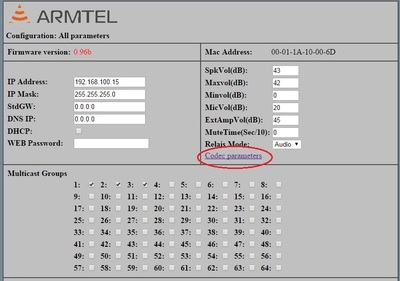 ARMTEL
Configuration: All parameters
Firmware version: 0.96b
Mac Address: 00-01-1A-10-00-6D
IP Address: 192.168.100.15
IP Mask: 255.255.255.0
StdGW: 0.0.0.0
DNS IP: 0.0.0.0
DHCP:
WEB Password:
SpkVol(dB): 43
Maxvol(dB): 42
Minvol(dB): 0
MicVol(dB): 20
ExtAmpVol(dB): 45
MuteTime(Sec/10): 0
Relais Mode: Audio
Codec parameters
Multicast Groups
1: 2: 3: 4: 5: 6: 7: 8:
9: 10: 11: 12: 13: 14: 15: 16:
17: 18: 19: 20: 21: 22: 23: 24:
25: 26: 27: 28: 29: 30: 31: 32:
33: 34: 35: 36: 37: 38: 39: 40:
41: 42: 43: 44: 45: 46: 47: 48:
49: 50: 51: 52: 53: 54: 55: 56:
57: 58: 59: 60: 61: 62: 63: 64: